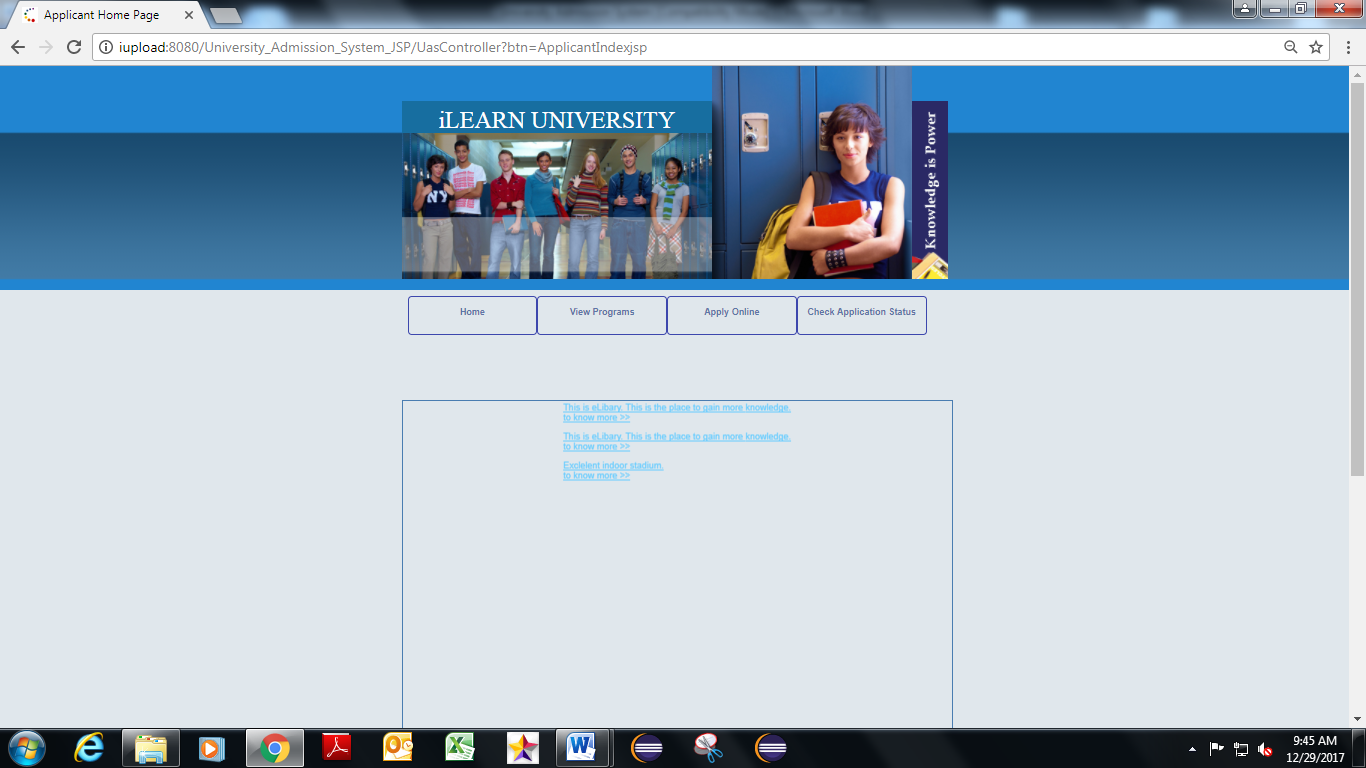 Applicant Home Page
iupload:8080/University_Admission_System_JSP/UasController?btn=ApplicantIndexjsp
iLEARN UNIVERSITY
NY
Knowledge is Power
Home
View Programs
Apply Online
Check Application Status
This is eLibary. This is the place to gain more knowledge.
to know more >>
This is eLibary. This is the place to gain more knowledge.
to know more >>
Exclelent indoor stadium.
to know more >>
9:45 AM
12/29/2017